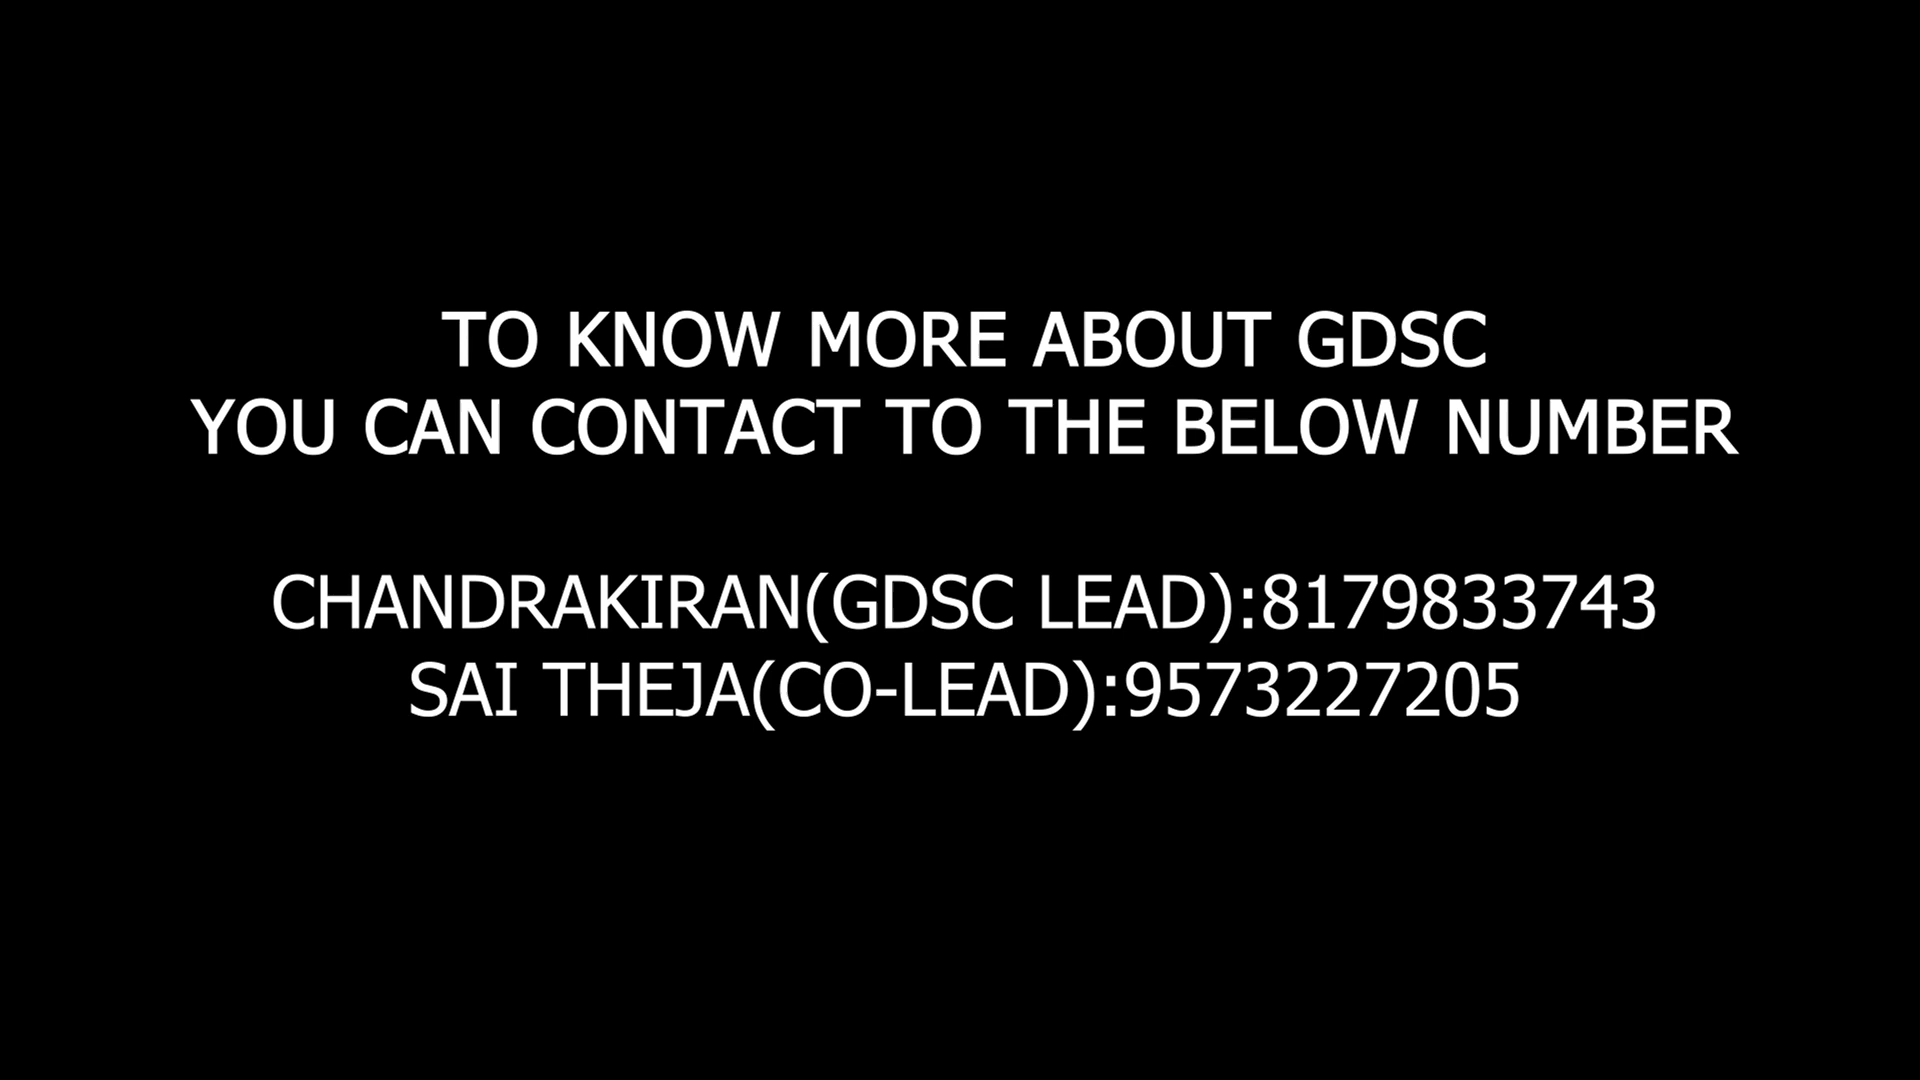 TO KNOW MORE ABOUT GDSC
YOU CAN CONTACT TO THE BELOW NUMBER
CHANDRAKIRAN(GDSC LEAD):8179833743
SAI THEJA(CO-LEAD):9573227205